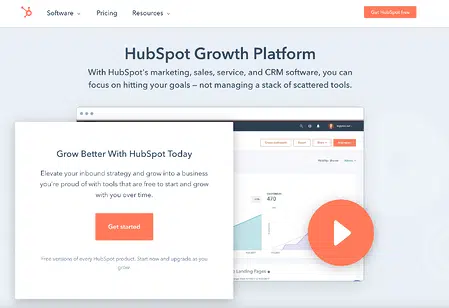 Software Pricing Resources Get HubSpot free
HubSpot Growth Platform
With HubSpot's marketing, sales, service, and CRM software, you can
focus on hitting your goals — not managing a stack of scattered tools.
Grow Better With HubSpot Today
Elevate your inbound strategy and grow into a business
you're proud of with tools that are free to start and grow
with you over time.
Get started
Free versions of every HubSpot product. Start now and upgrade as you
grow
CUSTOMERS
470
Landing Pages